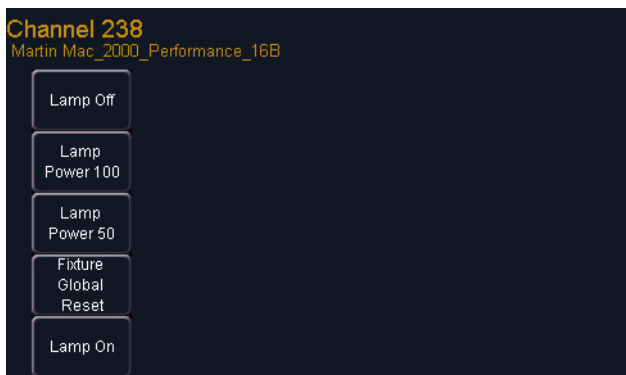 Channel 238
Martin Mac_2000_Performance_16B
Lamp Off
Lamp
Power 100
Lamp
Power 50
Fixture
Global
Reset
Lamp On